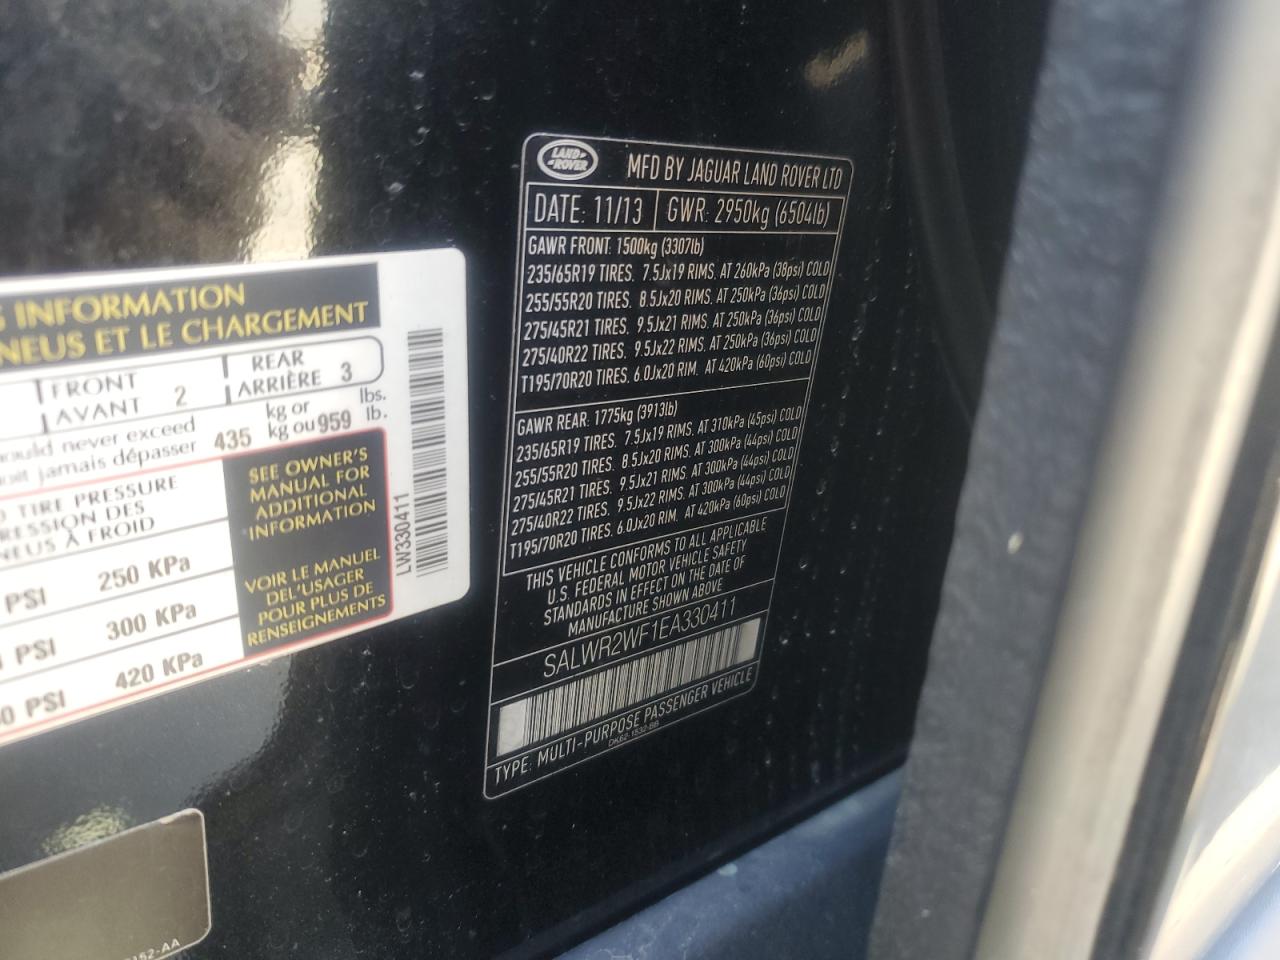 INFORMATION
NEUS ET LE CHARGEMENT
FRONT
AVANT 2
REAR
ARRIÈRE 3
should never exceed
jamais dépasser
435 kg or
kg ou 959 lbs.
lb.
TIRE PRESSURE
PRESSION DES
PNEUS À FROID
PSI 250 KPa
PSI 300 KPa
PSI 420 KPa
SEE OWNER'S
MANUAL FOR
ADDITIONAL
INFORMATION
VOIR LE MANUEL
DE L'USAGER
POUR PLUS DE
RENSEIGNEMENTS
LW330411
LAND-
-ROVER
MFD BY JAGUAR LAND ROVER LTD
DATE: 11/13 GWR: 2950kg (6504lb)
GAWR FRONT: 1500kg (3307lb)
235/65R19 TIRES. 7.5Jx19 RIMS. AT 260kPa (38psi) COLD
255/55R20 TIRES. 8.5Jx20 RIMS. AT 250kPa (36psi) COLD
275/45R21 TIRES. 9.5Jx21 RIMS. AT 250kPa (36psi) COLD
275/40R22 TIRES. 9.5Jx22 RIMS. AT 250kPa (36psi) COLD
T195/70R20 TIRES. 6.0Jx20 RIM. AT 420kPa (60psi) COLD
GAWR REAR: 1775kg (3913lb)
235/65R19 TIRES. 7.5Jx19 RIMS. AT 310kPa (45psi) COLD
255/55R20 TIRES. 8.5Jx20 RIMS. AT 300kPa (44psi) COLD
275/45R21 TIRES. 9.5Jx21 RIMS. AT 300kPa (44psi) COLD
275/40R22 TIRES. 9.5Jx22 RIMS. AT 300kPa (44psi) COLD
T195/70R20 TIRES. 6.0Jx20 RIM. AT 420kPa (60psi) COLD
THIS VEHICLE CONFORMS TO ALL APPLICABLE
U.S. FEDERAL MOTOR VEHICLE SAFETY
STANDARDS IN EFFECT ON THE DATE OF
MANUFACTURE SHOWN ABOVE
SALWR2WF1EA330411
TYPE: MULTI-PURPOSE PASSENGER VEHICLE
DK62-1532-BB